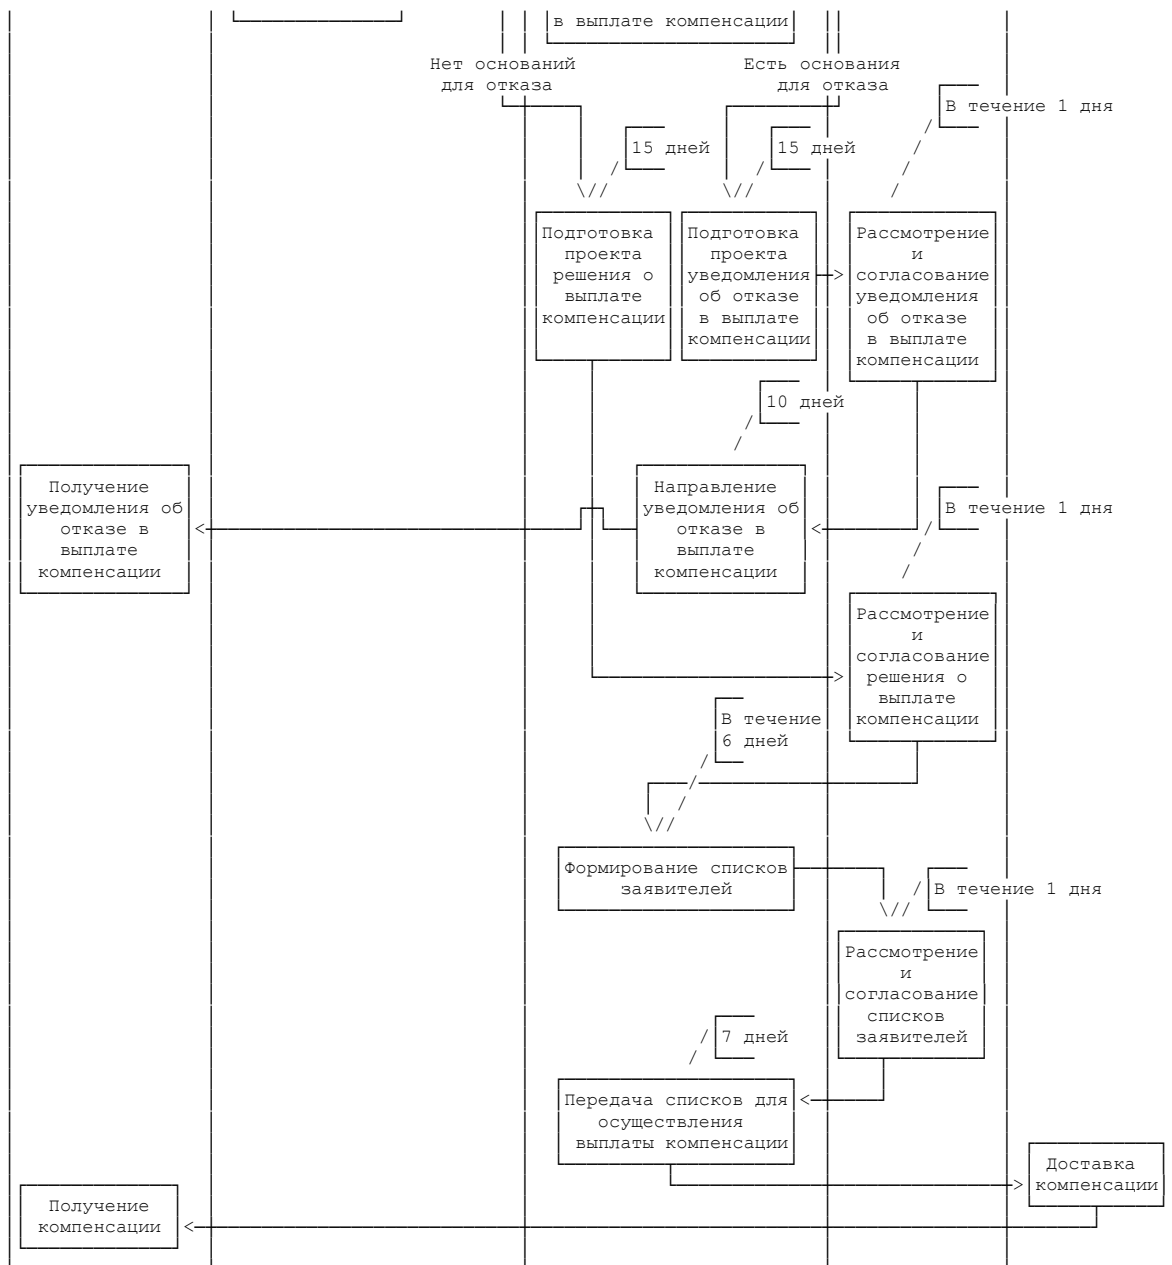 в выплате компенсации
Нет оснований
для отказа
Есть основания
для отказа
В течение 1 дня
15 дней
15 дней
Подготовка
проекта
решения о
выплате
компенсации
Подготовка
проекта
уведомления
об отказе
в выплате
компенсации
Рассмотрение
и
согласование
уведомления
об отказе
в выплате
компенсации
10 дней
Получение
уведомления об
отказе в
выплате
компенсации
Направление
уведомления об
отказе в
выплате
компенсации
В течение 1 дня
Рассмотрение
и
согласование
решения о
выплате
компенсации
В течение
6 дней
Формирование списков
заявителей
В течение 1 дня
Рассмотрение
и
согласование
списков
заявителей
7 дней
Передача списков для
осуществления
выплаты компенсации
Доставка
компенсации
Получение
компенсации